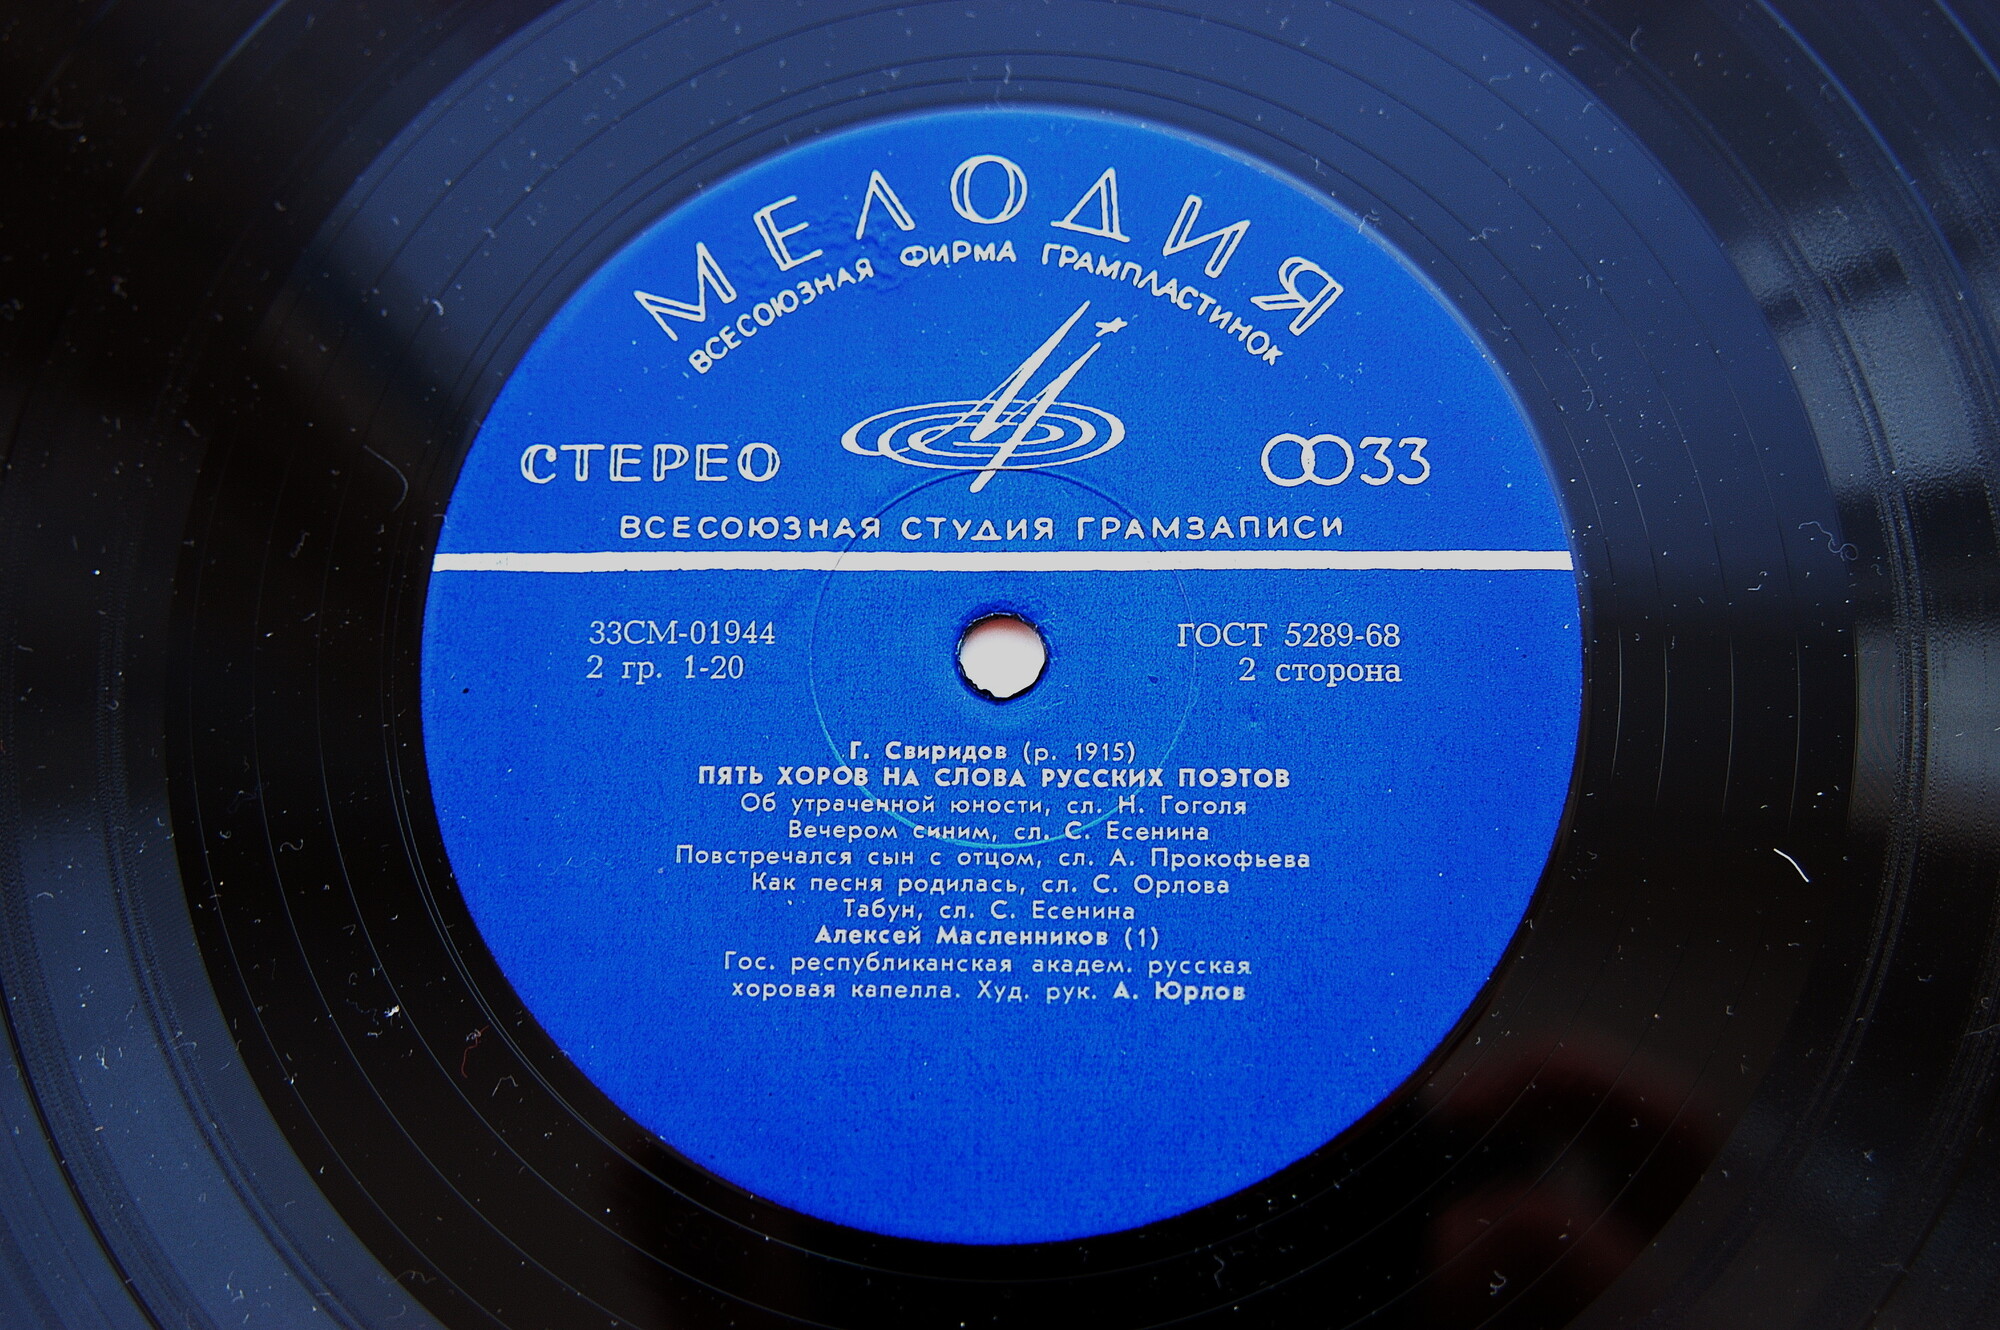 МЕЛОДИЯ
ВСЕСОЮЗНАЯ ФИРМА ГРАМПЛАСТИНОК
СТЕРЕО
33
ВСЕСОЮЗНАЯ СТУДИЯ ГРАМЗАПИСИ
33СМ-01944
ГОСТ 5289-68
2 гр. 1-20
2 сторона
Г. Свиридов (р. 1915)
ПЯТЬ ХОРОВ НА СЛОВА РУССКИХ ПОЭТОВ
Об утраченной юности, сл. Н. Гоголя
Вечером синим, сл. С. Есенина
Повстречался сын с отцом, сл. А. Прокофьева
Как песня родилась, сл. С. Орлова
Табун, сл. С. Есенина
Алексей Масленников (1)
Гос. республиканская академ. русская
хоровая капелла. Худ. рук. А. Юрлов